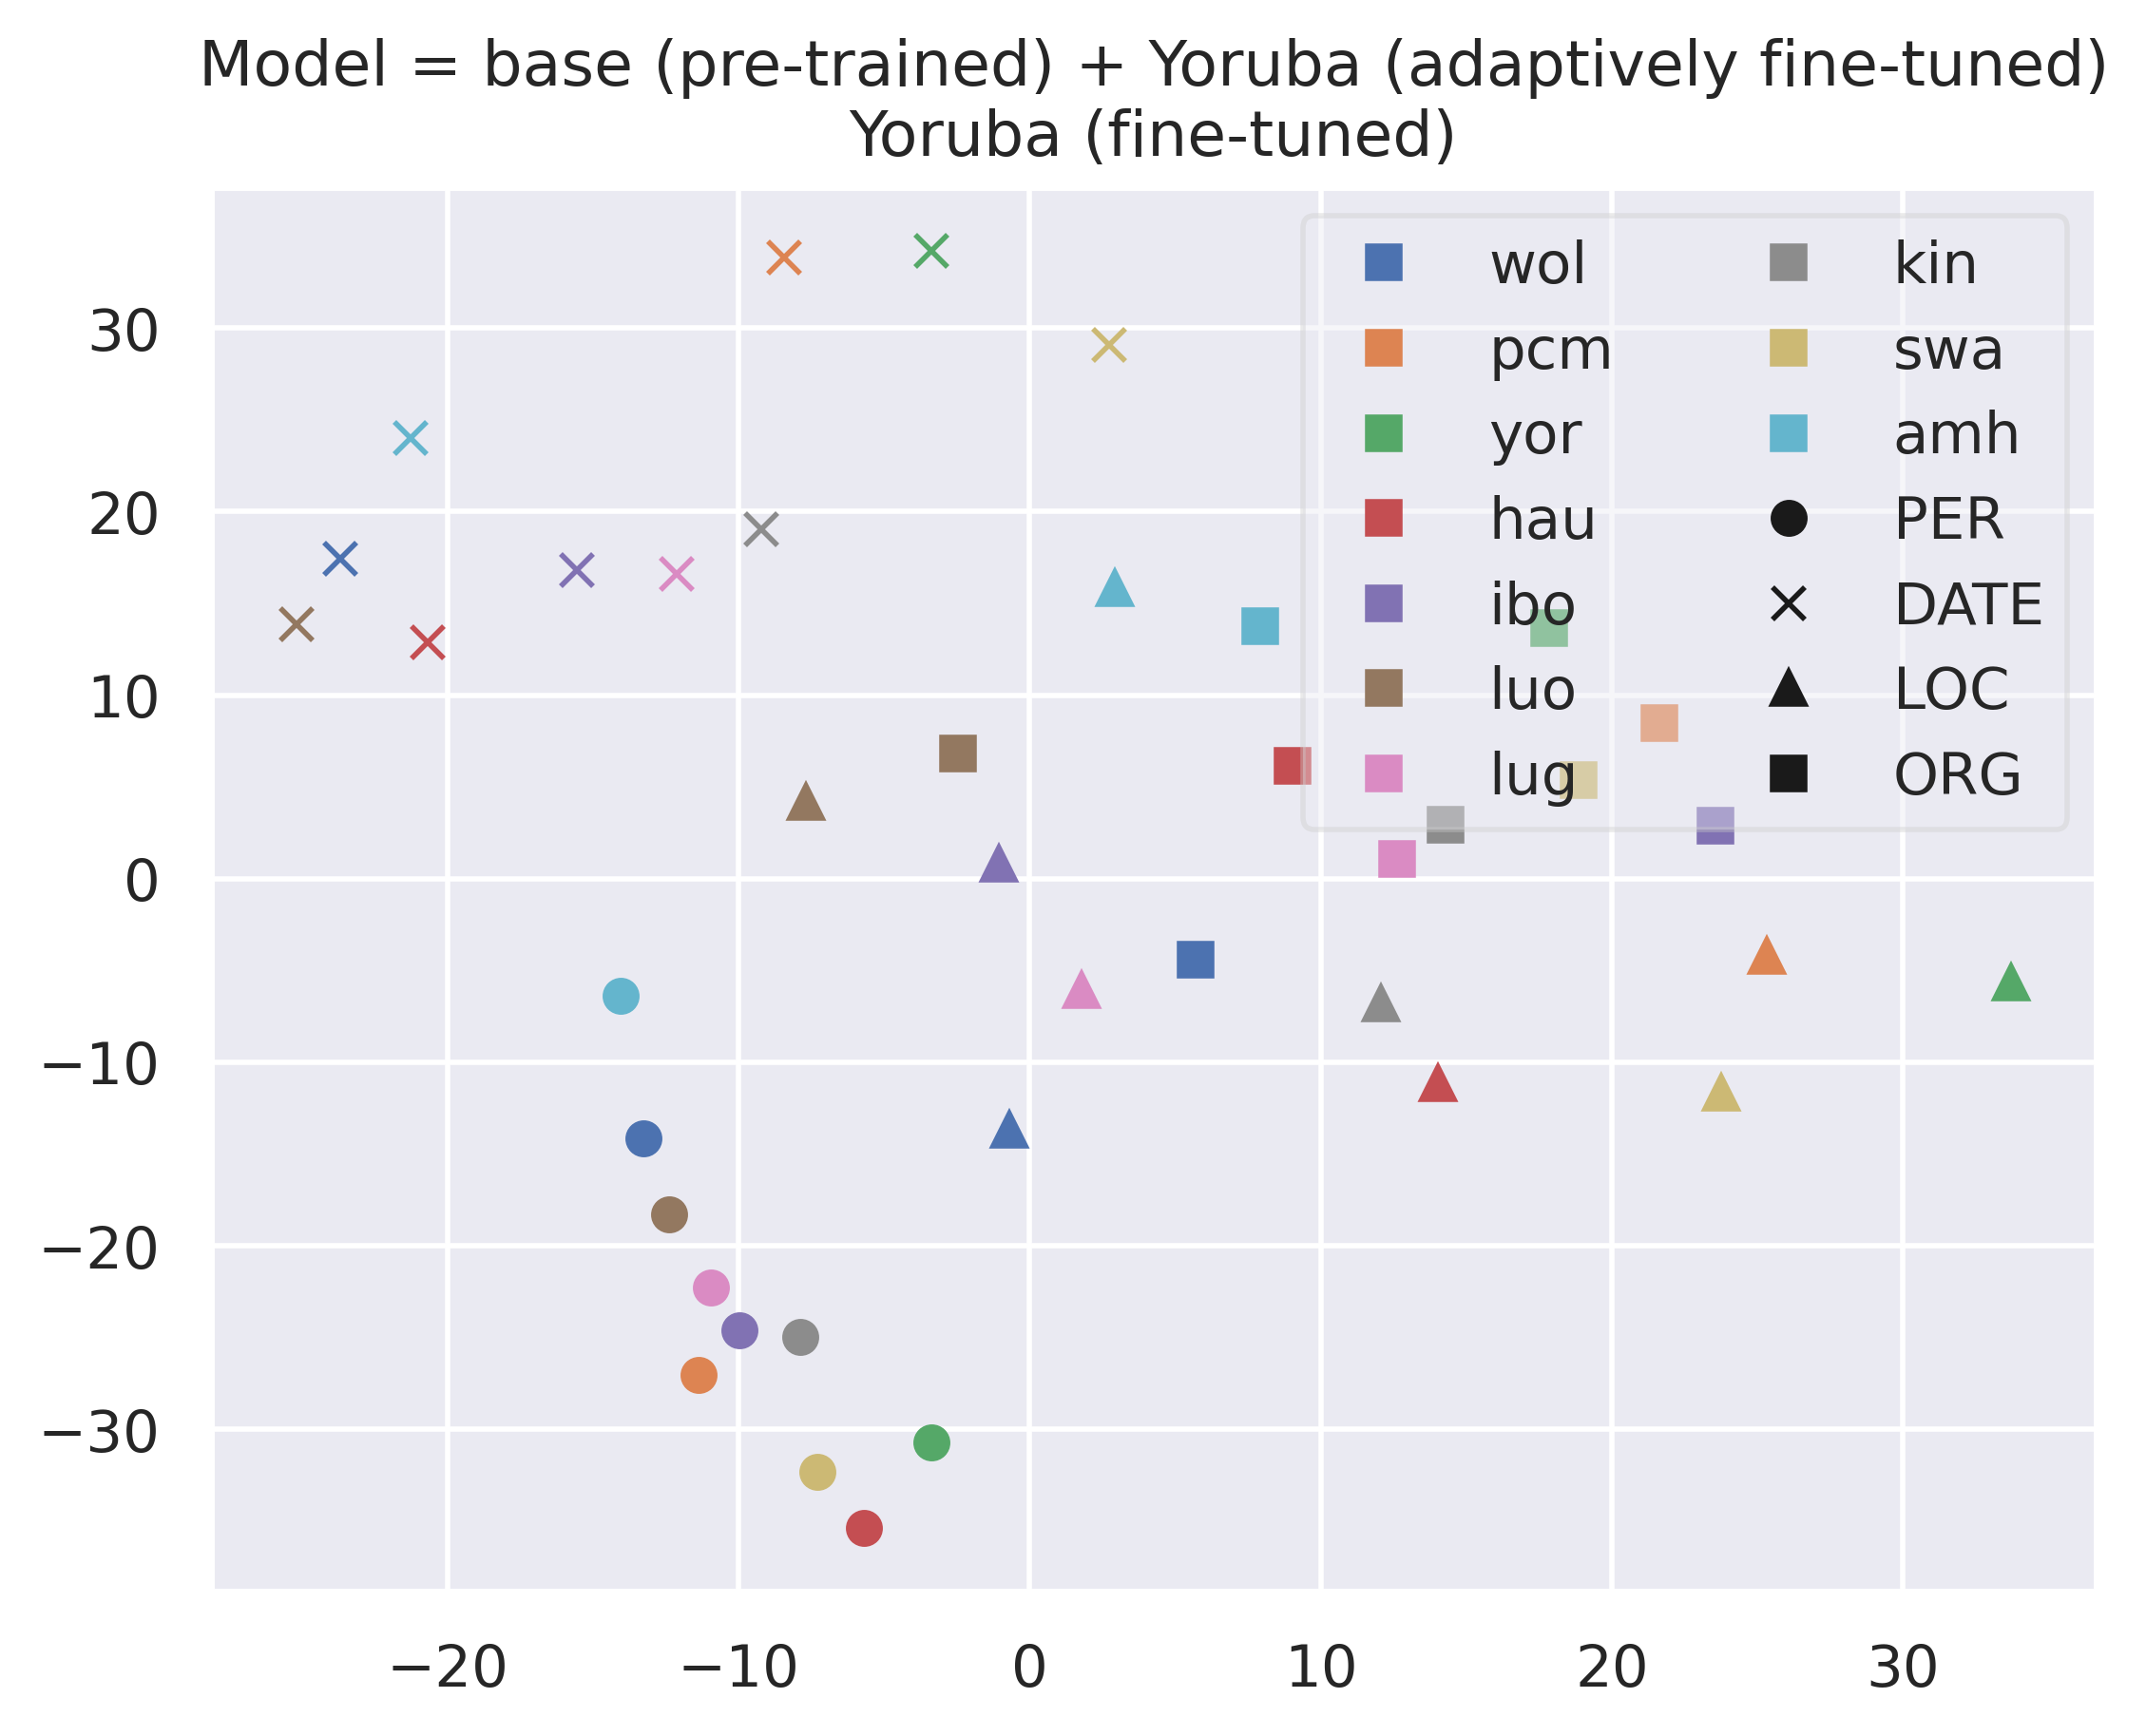 Model = base (pre-trained) + Yoruba (adaptively fine-tuned)
Yoruba (fine-tuned)
wol
pcm
yor
hau
ibo
luo
lug
kin
swa
amh
PER
DATE
LOC
ORG
30
20
10
0
−10
−20
−30
−20 −10 0 10 20 30